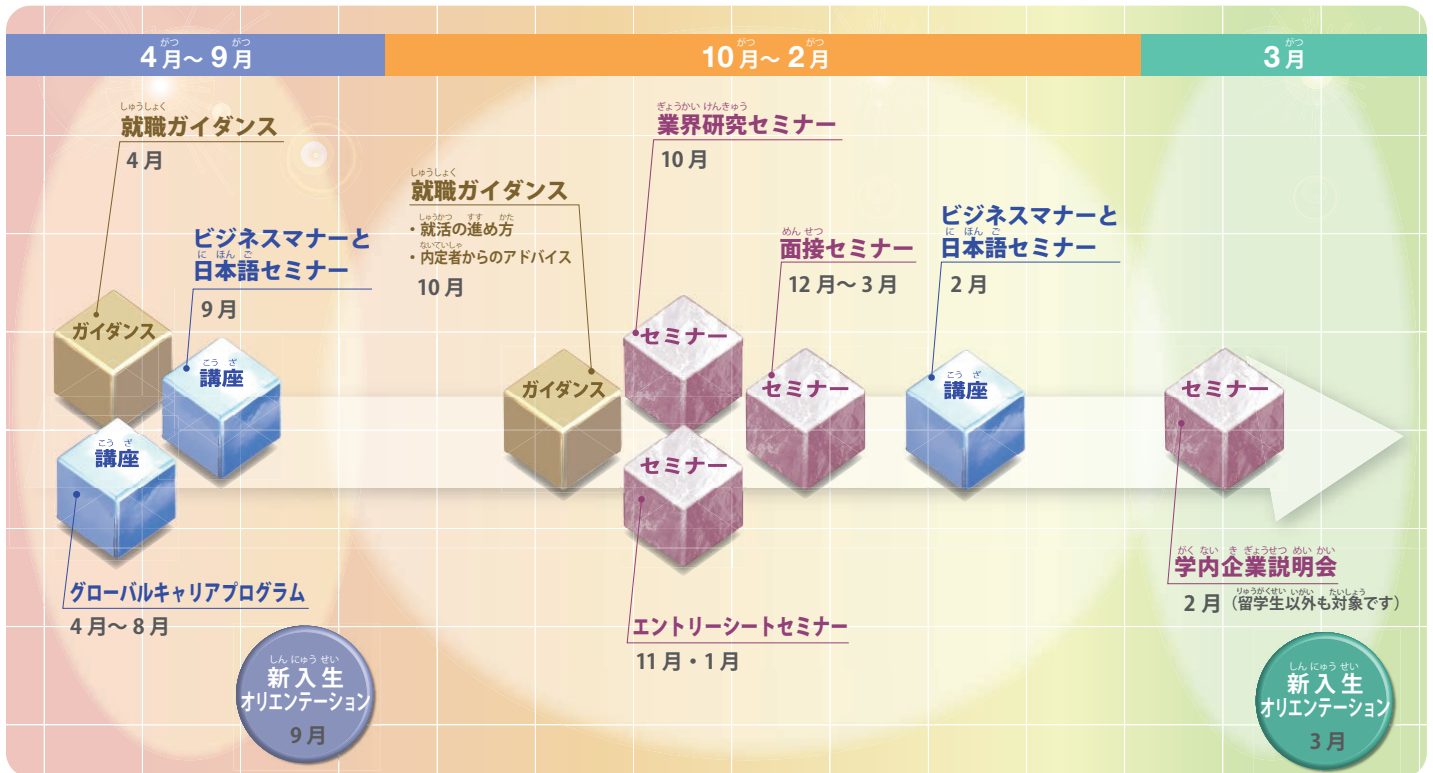 4月～9月
10月～2月
3月
就職ガイダンス
4月
ビジネスマナーと
日本語セミナー
9月
ガイダンス
講座
講座
グローバルキャリアプログラム
4月～8月
新入生
オリエンテーション
9月
就職ガイダンス
・就活の進め方
・内定者からのアドバイス
10月
業界研究セミナー
10月
面接セミナー
12月～3月
ビジネスマナーと
日本語セミナー
2月
ガイダンス
セミナー
セミナー
セミナー
講座
エントリーシートセミナー
11月・1月
セミナー
学内企業説明会
2月（留学生以外も対象です）
新入生
オリエンテーション
3月